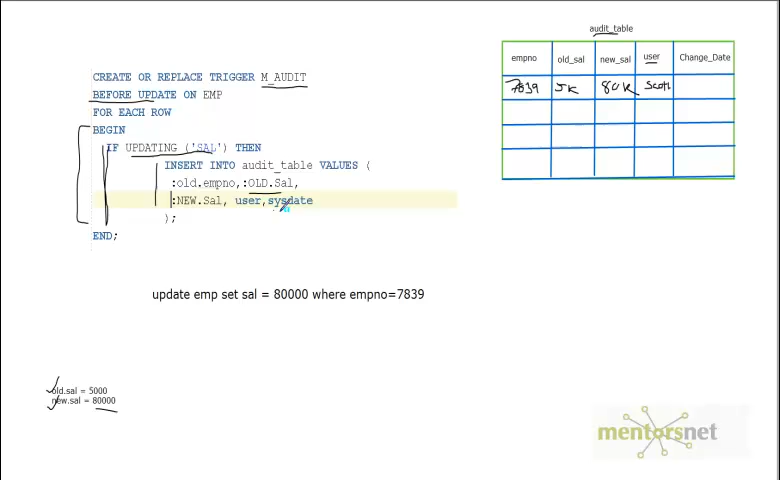 audit_table
empno old_sal new_sal user Change_Date
7839 5K 80K Scott
CREATE OR REPLACE TRIGGER M_AUDIT
BEFORE UPDATE ON EMP
FOR EACH ROW
BEGIN
IF UPDATING ('SAL') THEN
INSERT INTO audit_table VALUES (
:old.empno,:OLD.Sal,
:NEW.Sal, user,sysdate
);
END;
update emp set sal = 80000 where empno=7839
old.sal = 5000
new.sal = 80000
mentorsnet